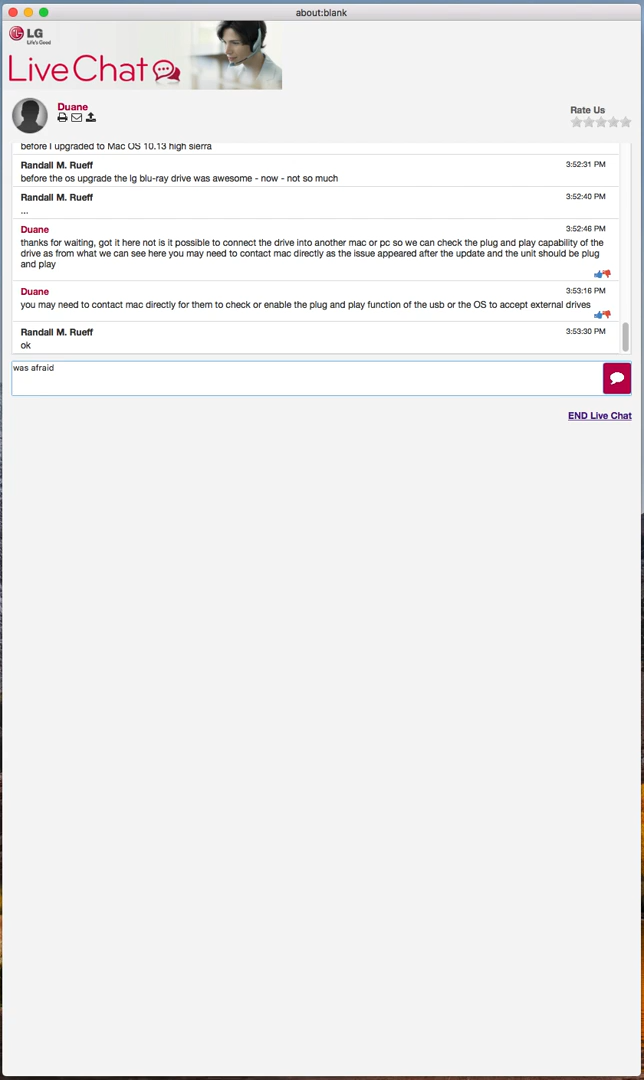 about:blank
LG
Life's Good
LiveChat
Duane
Rate Us
before I upgraded to Mac OS 10.13 high sierra
Randall M. Rueff 3:52:31 PM
before the os upgrade the lg blu-ray drive was awesome - now - not so much
Randall M. Rueff 3:52:40 PM
...
Duane 3:52:46 PM
thanks for waiting, got it here not is it possible to connect the drive into another mac or pc so we can check the plug and play capability of the
drive as from what we can see here you may need to contact mac directly as the issue appeared after the update and the unit should be plug
and play
Duane 3:53:16 PM
you may need to contact mac directly for them to check or enable the plug and play function of the usb or the OS to accept external drives
Randall M. Rueff 3:53:30 PM
ok
was afraid
END Live Chat